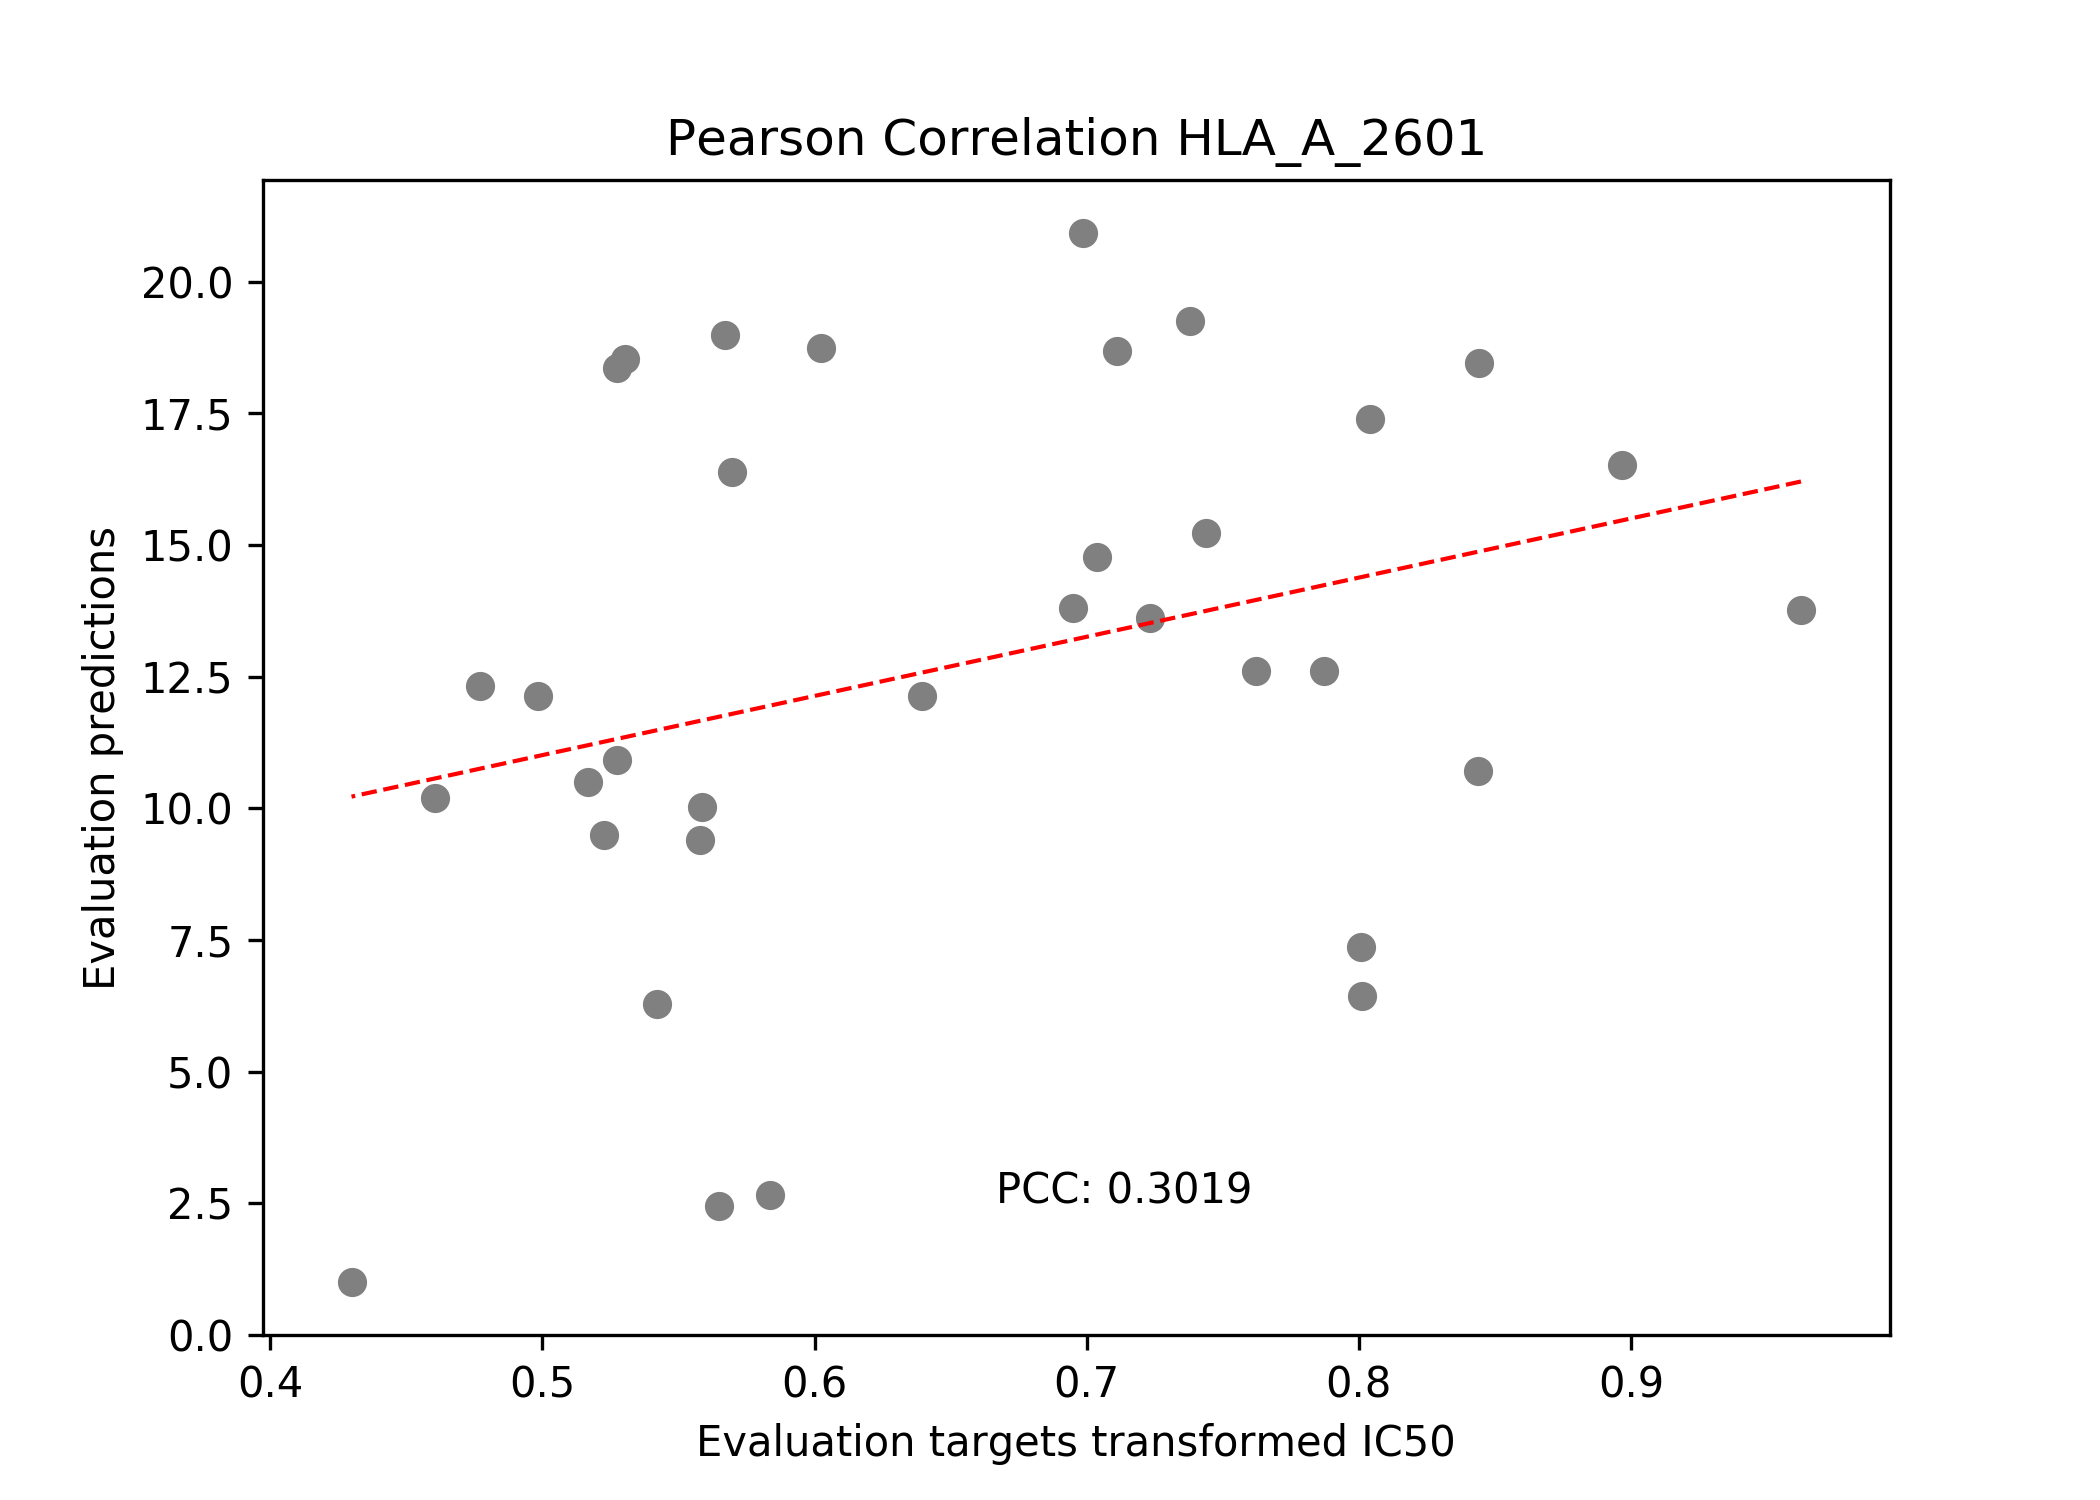 Pearson Correlation HLA_A_2601
Evaluation predictions
20.0
17.5
15.0
12.5
10.0
7.5
5.0
2.5
0.0
PCC: 0.3019
0.4 0.5 0.6 0.7 0.8 0.9
Evaluation targets transformed IC50